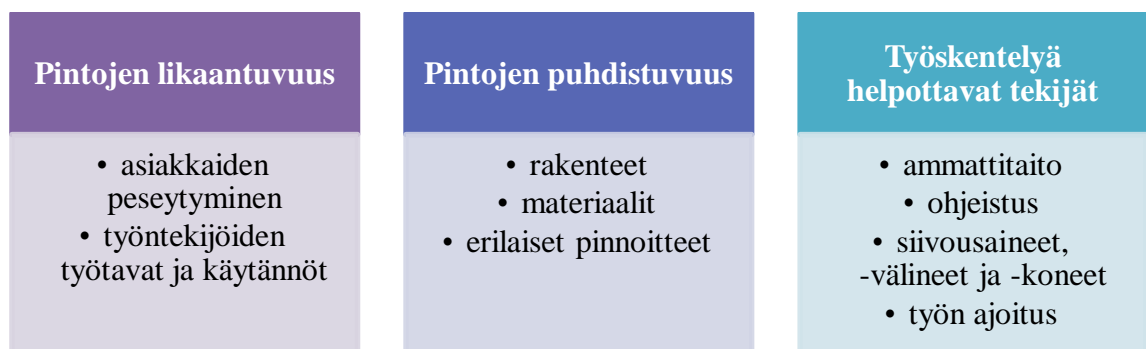 Pintojen likaantuvuus
• asiakkaiden
peseytyminen
• työntekijöiden
työtavat ja käytännöt
Pintojen puhdistuvuus
• rakenteet
• materiaalit
• erilaiset pinnoitteet
Työskentelyä
helpottavat tekijät
• ammattitaito
• ohjeistus
• siivousaineet,
-välineet ja -koneet
• työn ajoitus